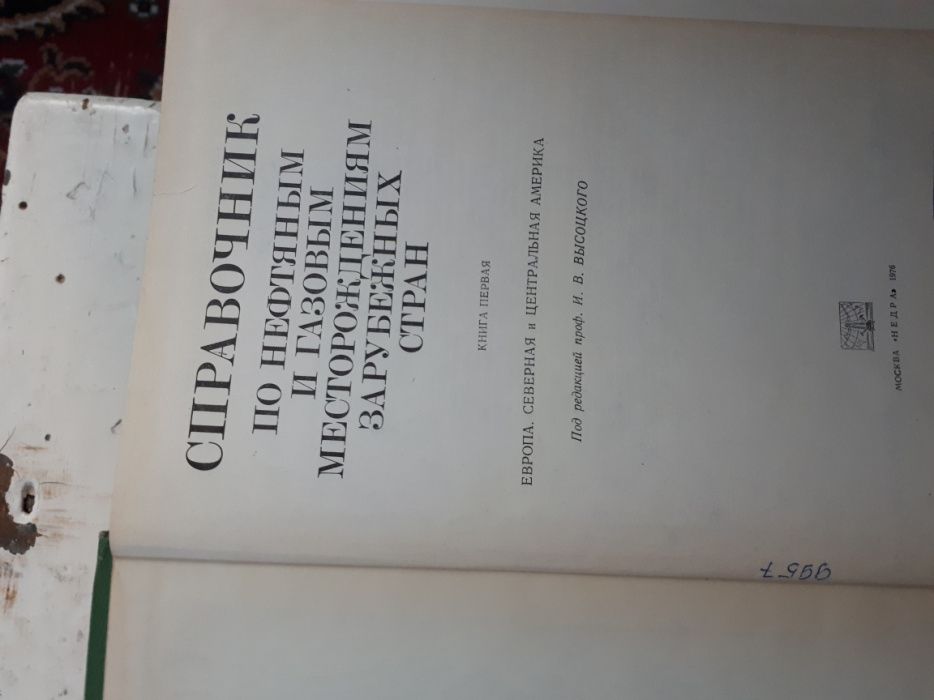 СПРАВОЧНИК
ПО НЕФТЯНЫМ
И ГАЗОВЫМ
МЕСТОРОЖДЕНИЯМ
ЗАРУБЕЖНЫХ
СТРАН
КНИГА ПЕРВАЯ
ЕВРОПА. СЕВЕРНАЯ и ЦЕНТРАЛЬНАЯ АМЕРИКА
Под редакцией проф. И. В. ВЫСОЦКОГО
МОСКВА «НЕДРА» 1976
9957